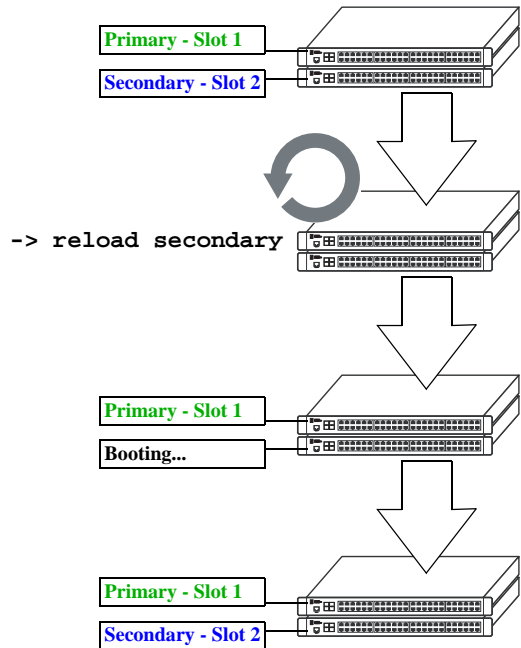 Primary - Slot 1
Secondary - Slot 2
-> reload secondary
Primary - Slot 1
Booting...
Primary - Slot 1
Secondary - Slot 2